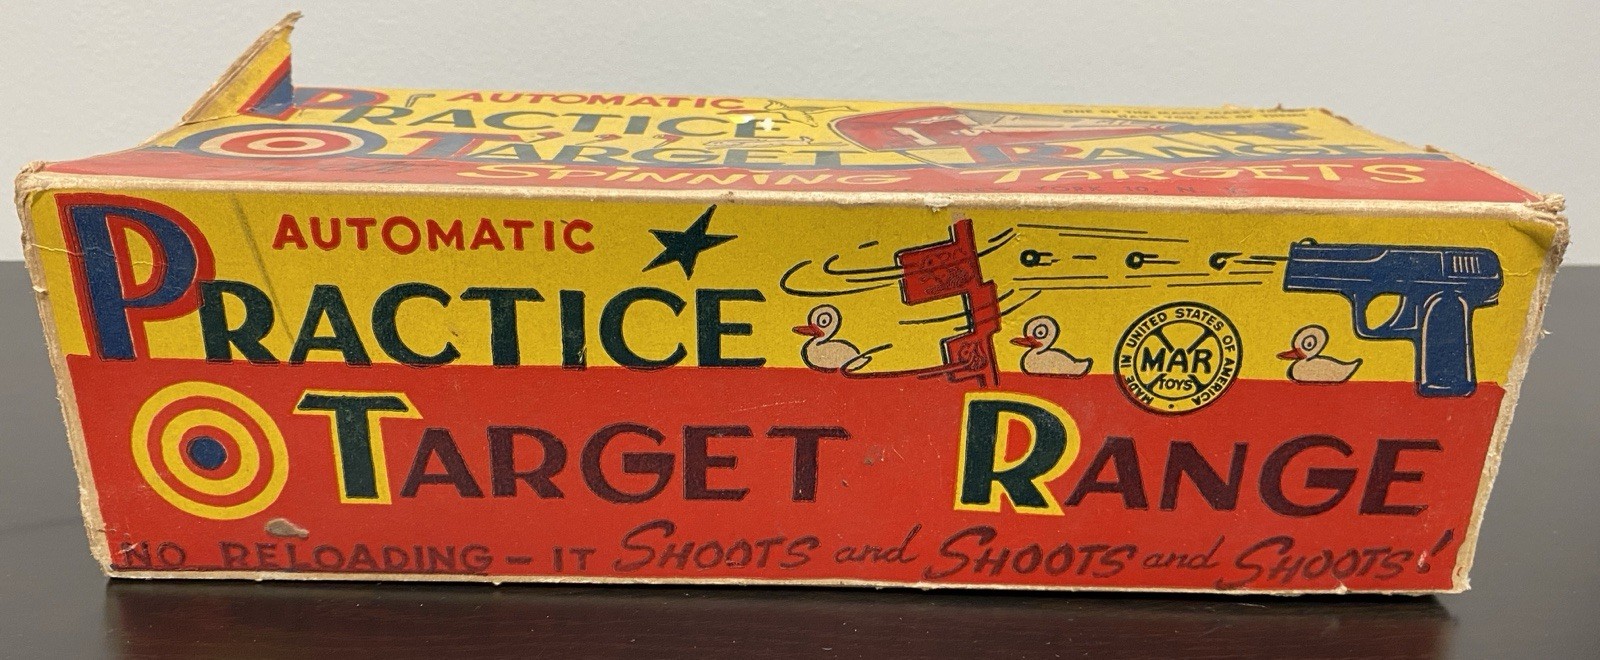 AUTOMATIC
PRACTICE
TARGET RANGE
SPINNING TARGETS
YORK 10, N. Y.
AUTOMATIC
PRACTICE
MADE IN UNITED STATES OF AMERICA
MAR
TOYS
TARGET RANGE
NO RELOADING - IT SHOOTS and SHOOTS and SHOOTS!